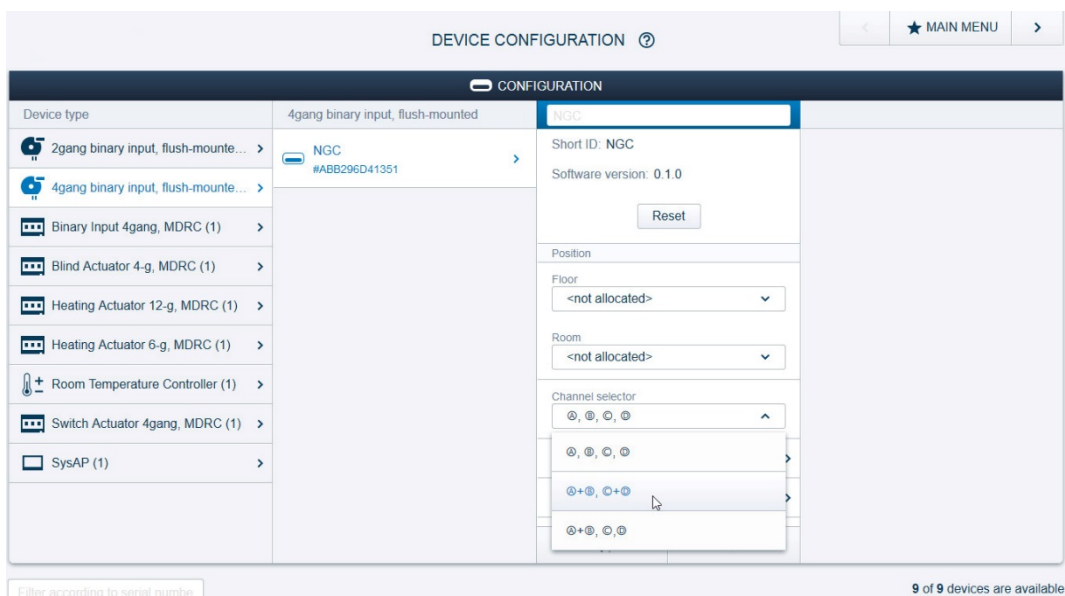 DEVICE CONFIGURATION ?
★ MAIN MENU >
CONFIGURATION
Device type
2gang binary input, flush-mounte...
4gang binary input, flush-mounte...
Binary Input 4gang, MDRC (1)
Blind Actuator 4-g, MDRC (1)
Heating Actuator 12-g, MDRC (1)
Heating Actuator 6-g, MDRC (1)
Room Temperature Controller (1)
Switch Actuator 4gang, MDRC (1)
SysAP (1)
4gang binary input, flush-mounted
NGC
#ABB296D41351
NGC
Short ID: NGC
Software version: 0.1.0
Reset
Position
Floor
<not allocated>
Room
<not allocated>
Channel selector
Ⓐ, Ⓑ, Ⓒ, Ⓓ
Ⓐ, Ⓑ, Ⓒ, Ⓓ
Ⓐ+Ⓑ, Ⓒ+Ⓓ
Ⓐ+Ⓑ, Ⓒ,Ⓓ
Filter according to serial numbe
9 of 9 devices are available